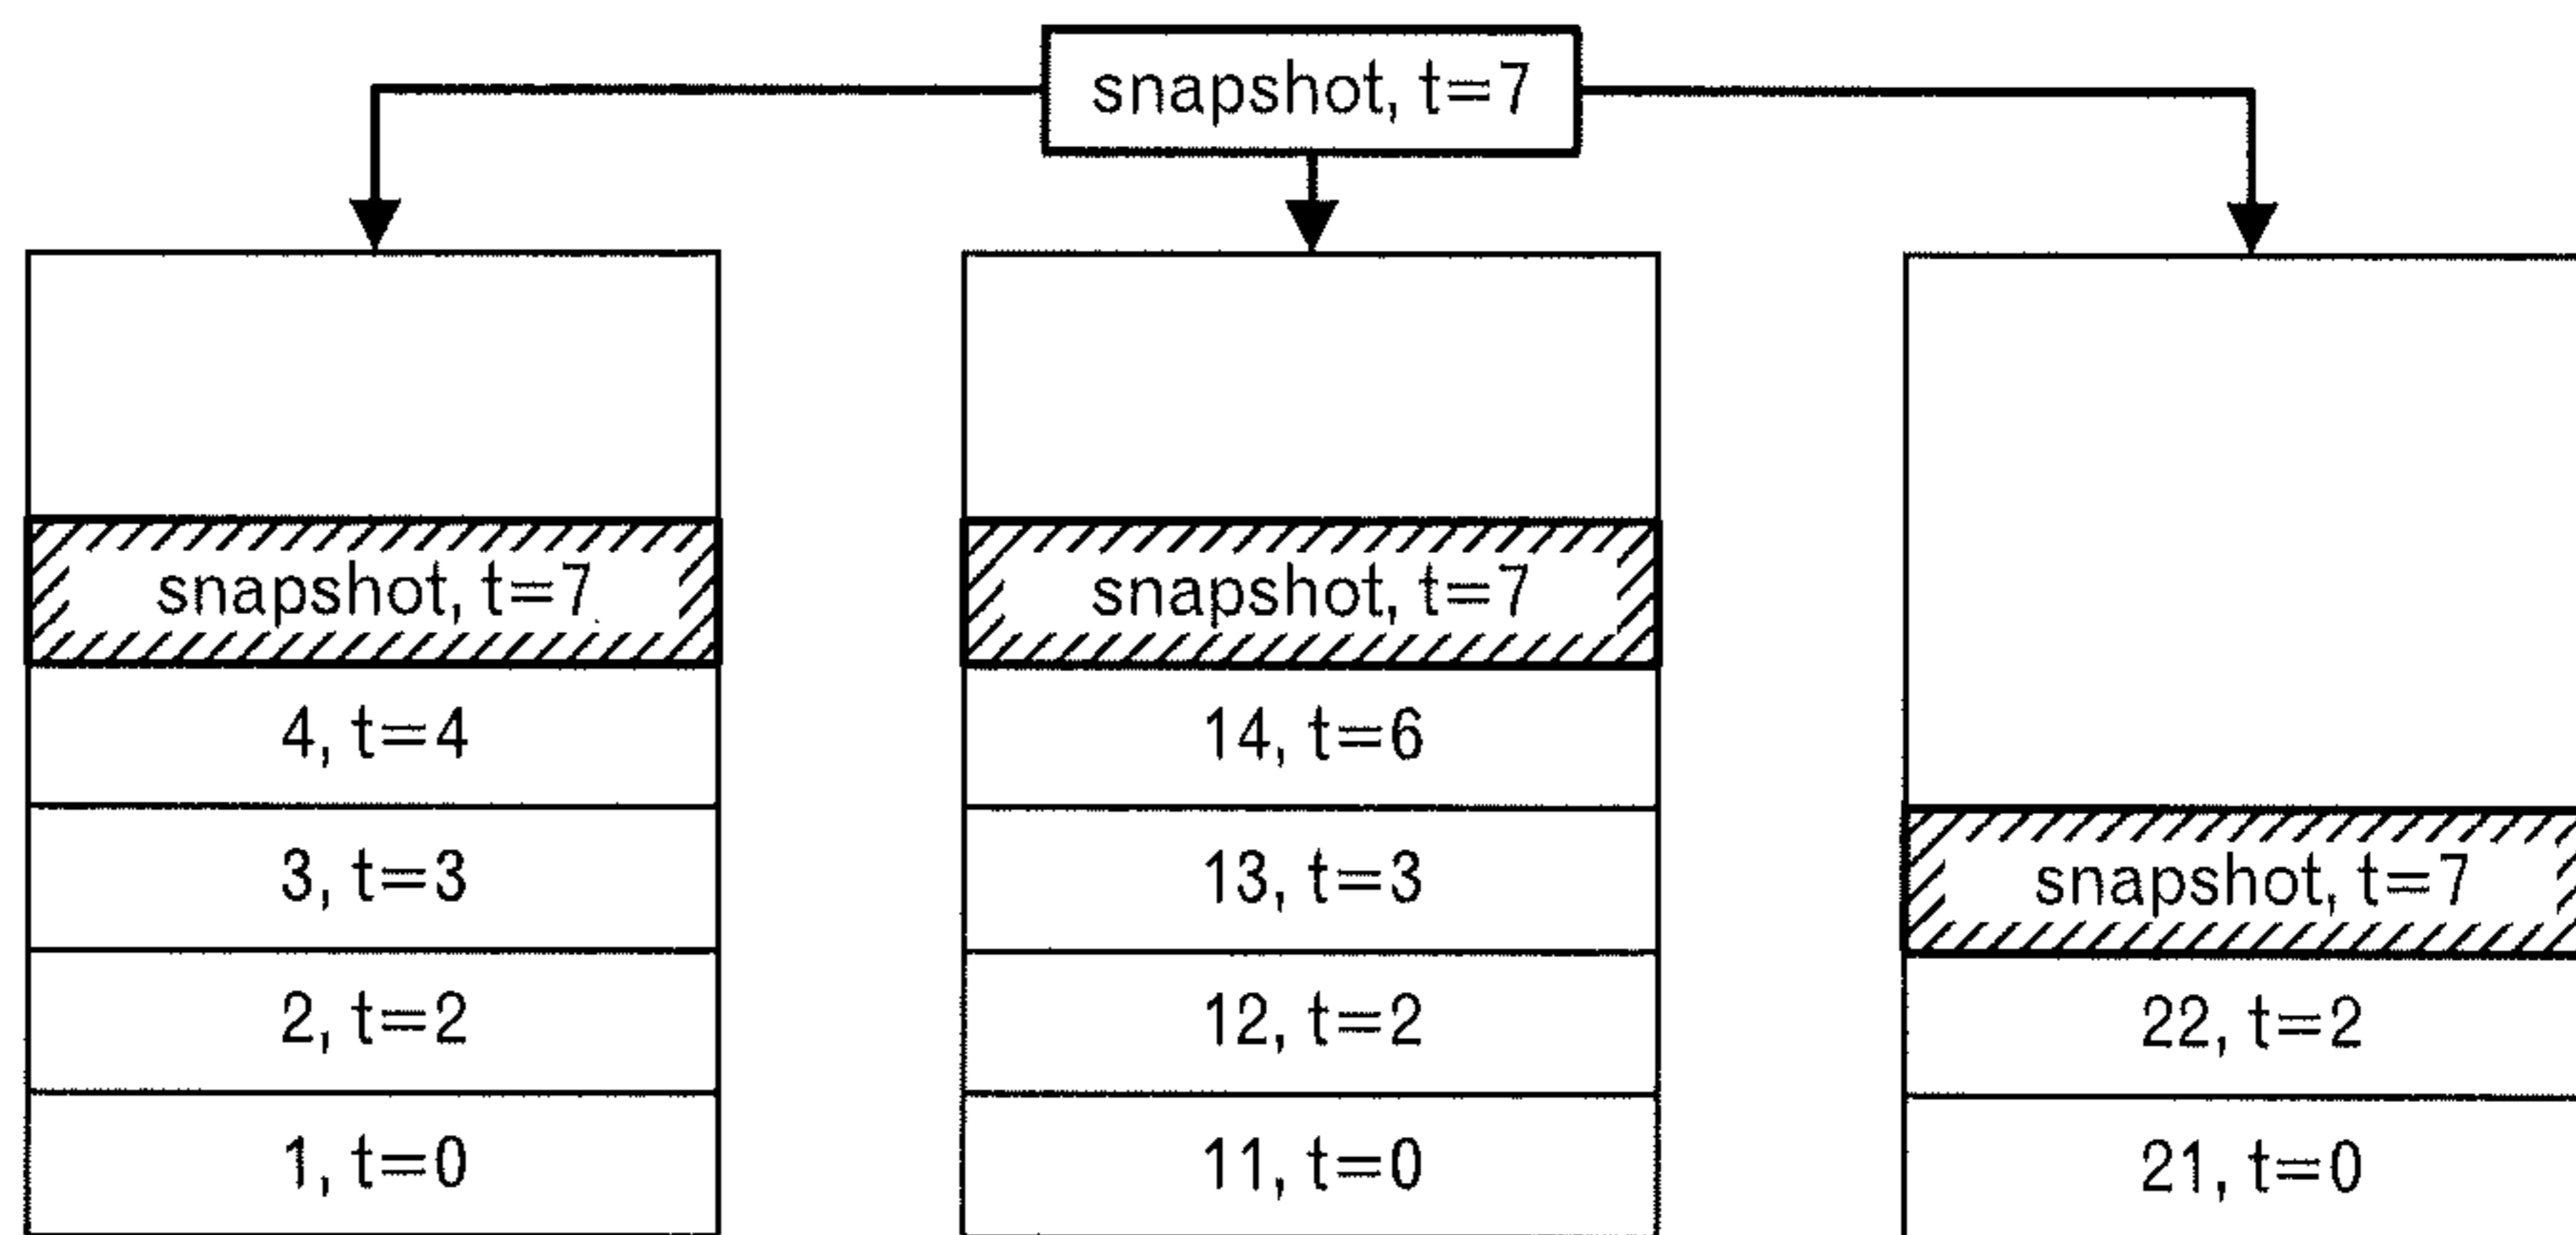 snapshot, t=7
snapshot, t=7
4, t=4
3, t=3
2, t=2
1, t=0
snapshot, t=7
14, t=6
13, t=3
12, t=2
11, t=0
snapshot, t=7
22, t=2
21, t=0